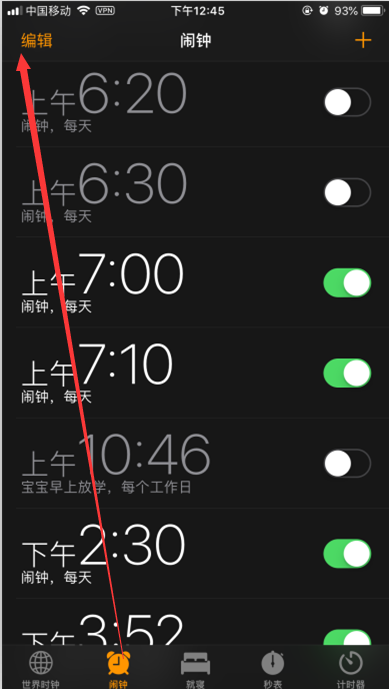 中国移动 VPN 下午12:45 93%
编辑 闹钟 +
上午6:20
闹钟，每天
上午6:30
闹钟，每天
上午7:00
闹钟，每天
上午7:10
闹钟，每天
上午10:46
宝宝早上放学，每个工作日
下午2:30
闹钟，每天
下午3:52
世界时钟 闹钟 就寝 秒表 计时器